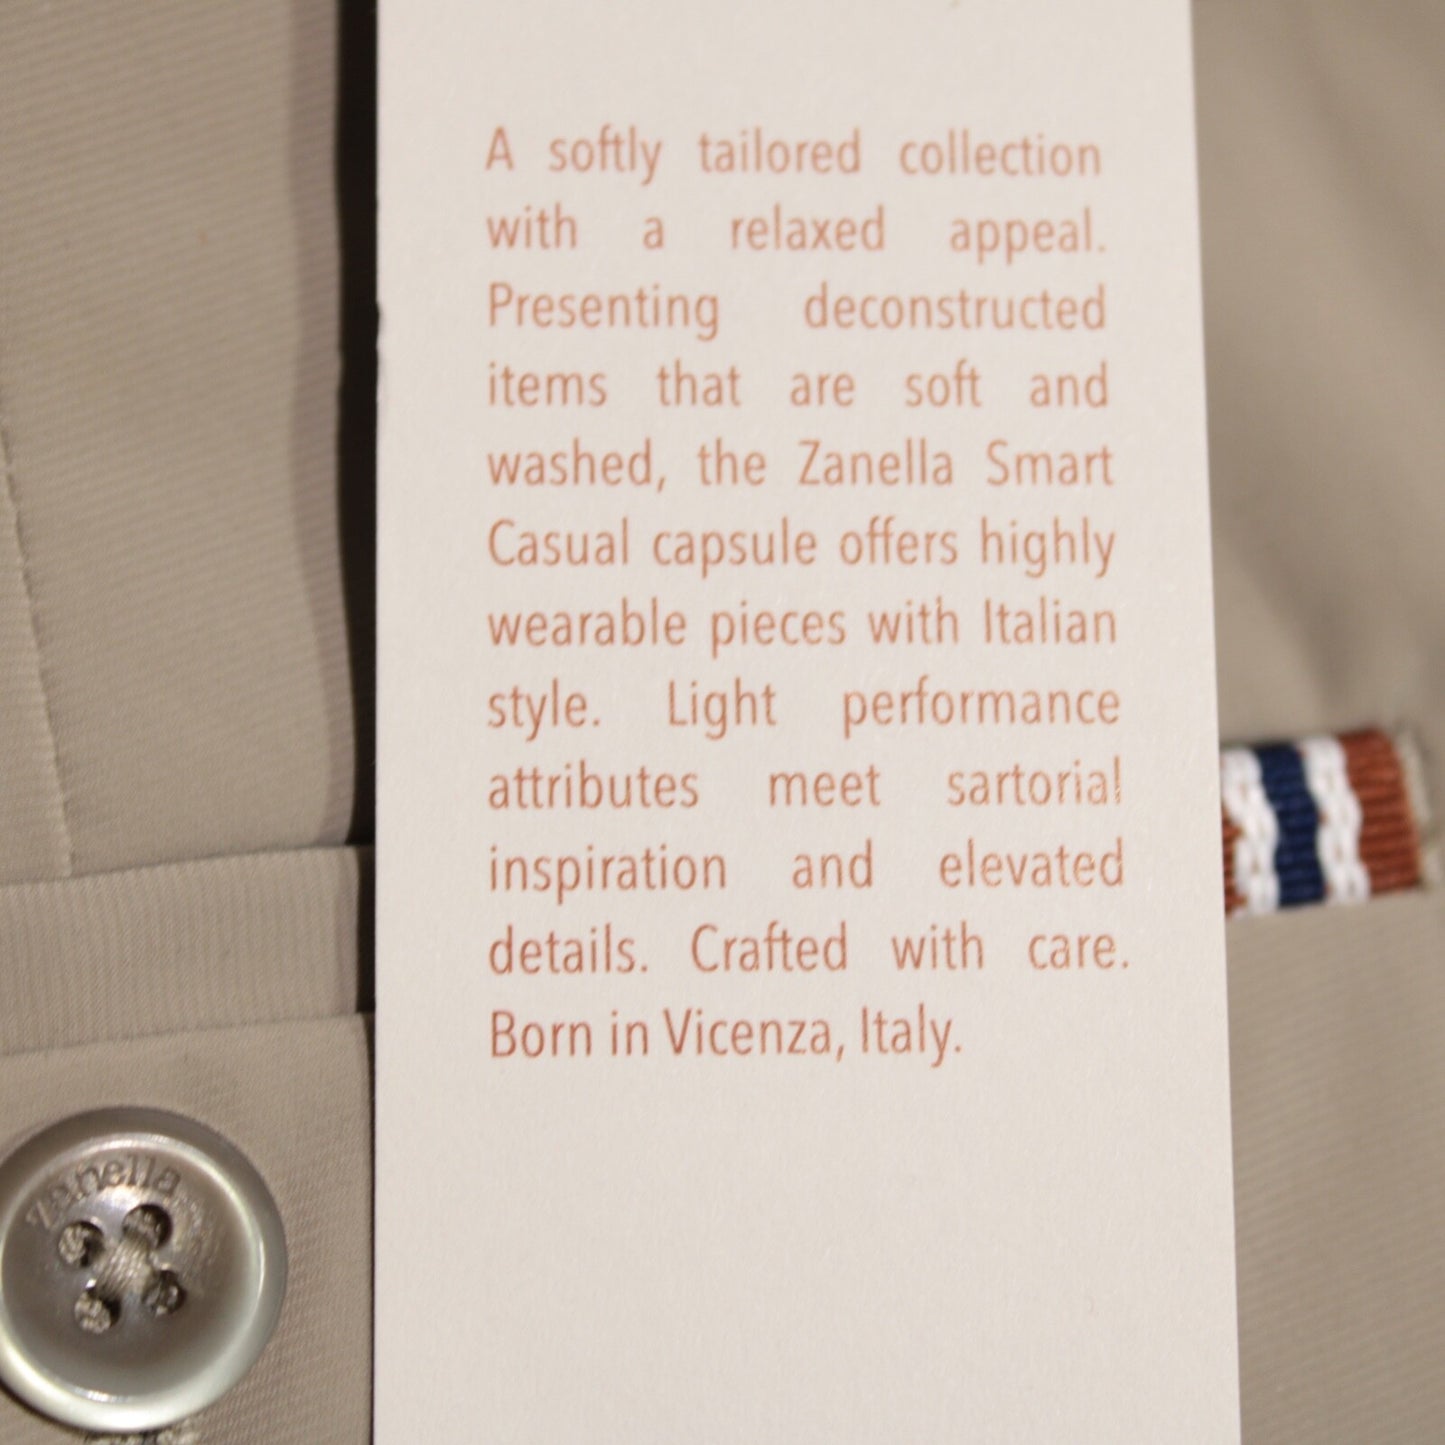 A softly tailored collection
with a relaxed appeal.
Presenting deconstructed
items that are soft and
washed, the Zanella Smart
Casual capsule offers highly
wearable pieces with Italian
style. Light performance
attributes meet sartorial
inspiration and elevated
details. Crafted with care.
Born in Vicenza, Italy.
Zanella